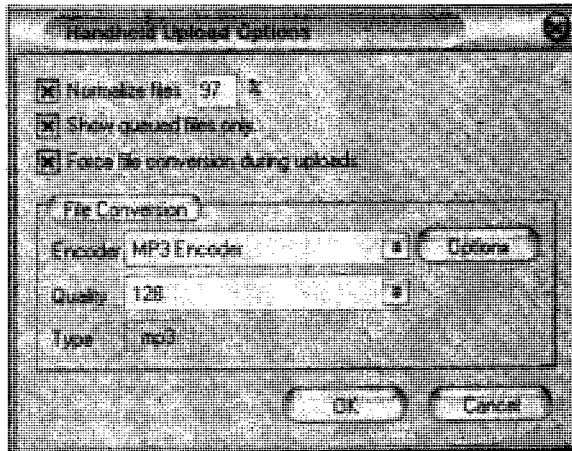 Handheld Upload Options
Normalize files 97 %
Show queued files only.
Force file conversion during uploads.
File Conversion
Encoder MP3 Encoder Options
Quality 128
Type mp3
OK Cancel